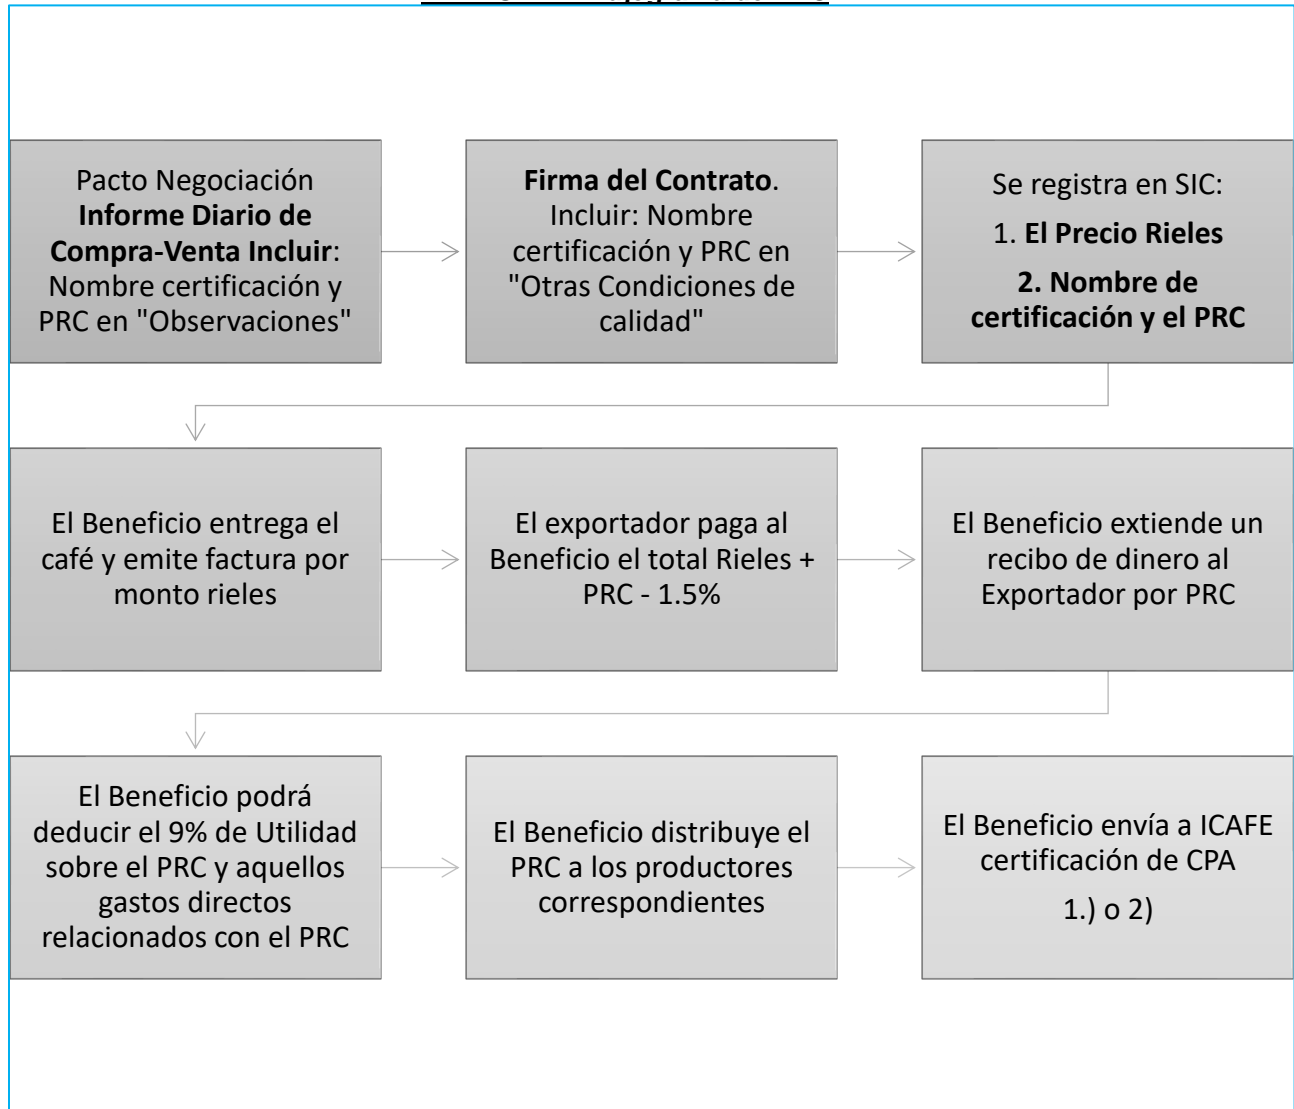 Pacto Negociación
Informe Diario de
Compra-Venta Incluir:
Nombre certificación y
PRC en "Observaciones"
Firma del Contrato.
Incluir: Nombre
certificación y PRC en
"Otras Condiciones de
calidad"
Se registra en SIC:
1. El Precio Rieles
2. Nombre de
certificación y el PRC
El Beneficio entrega el
café y emite factura por
monto rieles
El exportador paga al
Beneficio el total Rieles +
PRC - 1.5%
El Beneficio extiende un
recibo de dinero al
Exportador por PRC
El Beneficio podrá
deducir el 9% de Utilidad
sobre el PRC y aquellos
gastos directos
relacionados con el PRC
El Beneficio distribuye el
PRC a los productores
correspondientes
El Beneficio envía a ICAFE
certificación de CPA
1.) o 2)